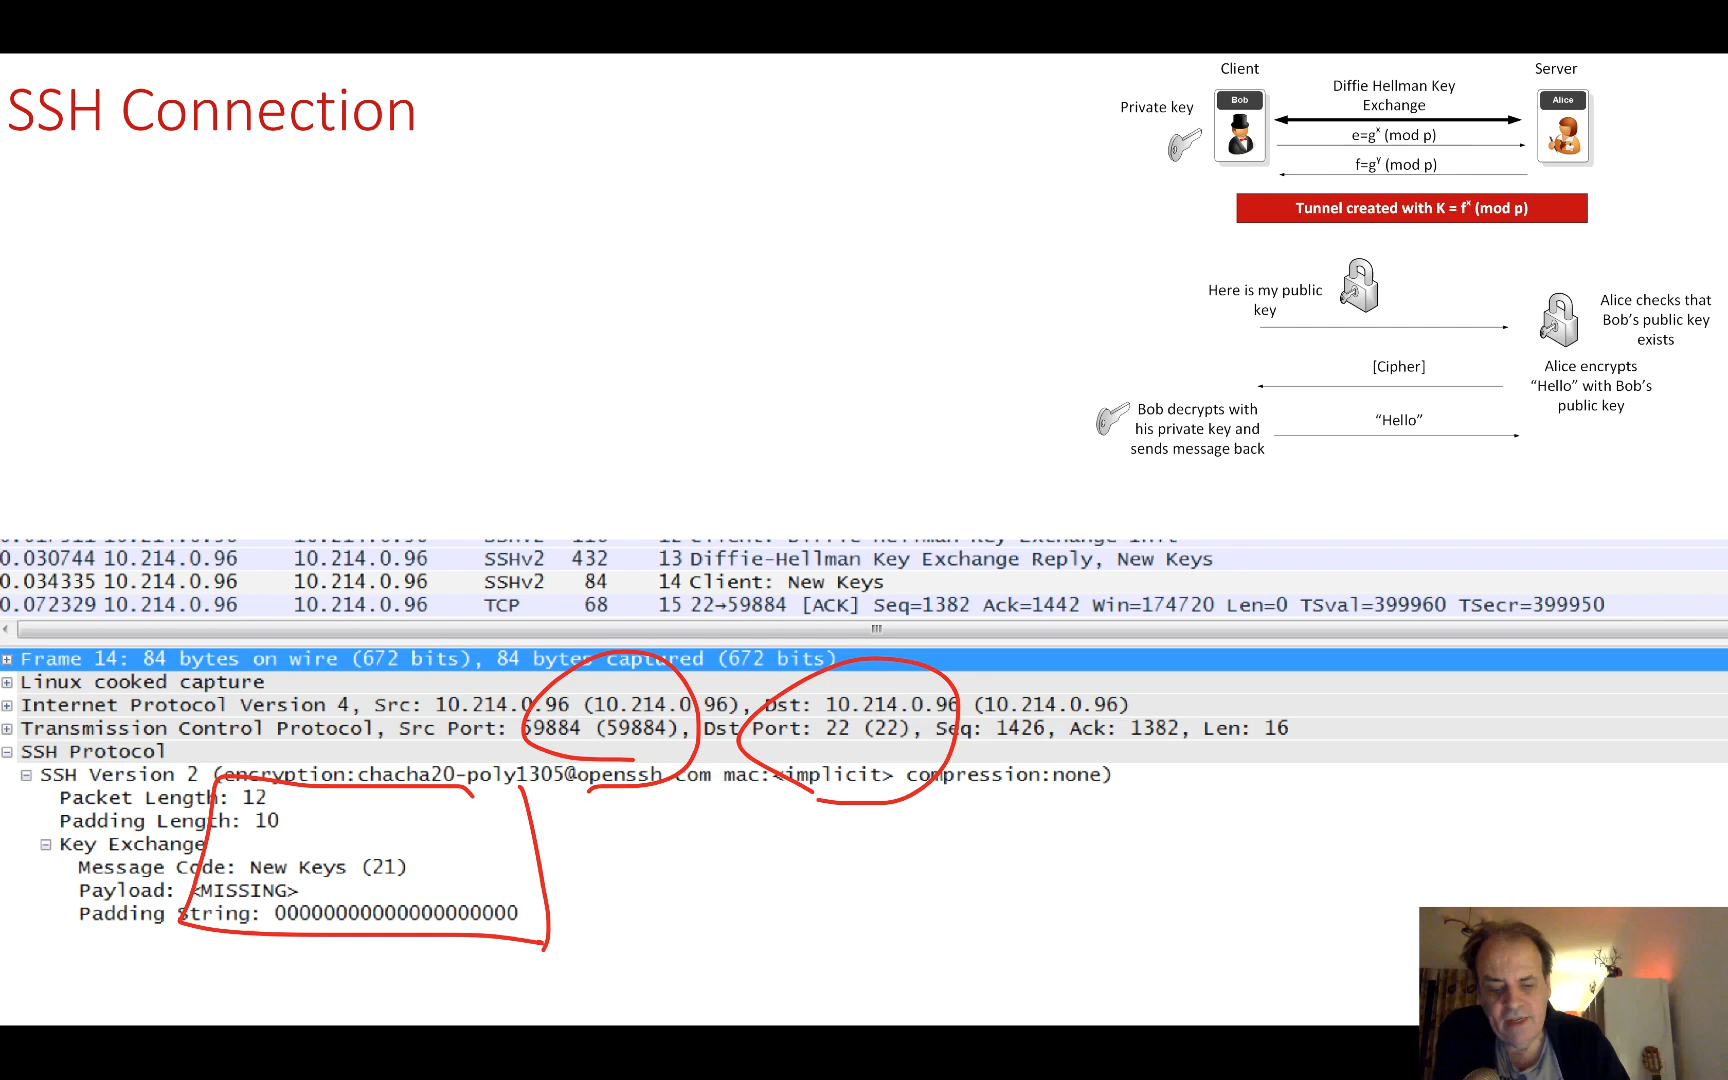 SSH Connection
Client
Server
Private key
Bob
Diffie Hellman Key
Exchange
Alice
e=gˣ (mod p)
f=gʸ (mod p)
Tunnel created with K = fˣ (mod p)
Here is my public
key
Alice checks that
Bob’s public key
exists
[Cipher]
Alice encrypts
“Hello” with Bob’s
public key
Bob decrypts with
his private key and
sends message back
“Hello”
0.030744 10.214.0.96 10.214.0.96 SSHv2 432 13 Diffie-Hellman Key Exchange Reply, New Keys
0.034335 10.214.0.96 10.214.0.96 SSHv2 84 14 Client: New Keys
0.072329 10.214.0.96 10.214.0.96 TCP 68 15 22→59884 [ACK] Seq=1382 Ack=1442 Win=174720 Len=0 TSval=399960 TSecr=399950
Frame 14: 84 bytes on wire (672 bits), 84 bytes captured (672 bits)
Linux cooked capture
Internet Protocol Version 4, Src: 10.214.0.96 (10.214.0.96), Dst: 10.214.0.96 (10.214.0.96)
Transmission Control Protocol, Src Port: 59884 (59884), Dst Port: 22 (22), Seq: 1426, Ack: 1382, Len: 16
SSH Protocol
SSH Version 2 (encryption:chacha20-poly1305@openssh.com mac:<implicit> compression:none)
Packet Length: 12
Padding Length: 10
Key Exchange
Message Code: New Keys (21)
Payload: <MISSING>
Padding String: 00000000000000000000